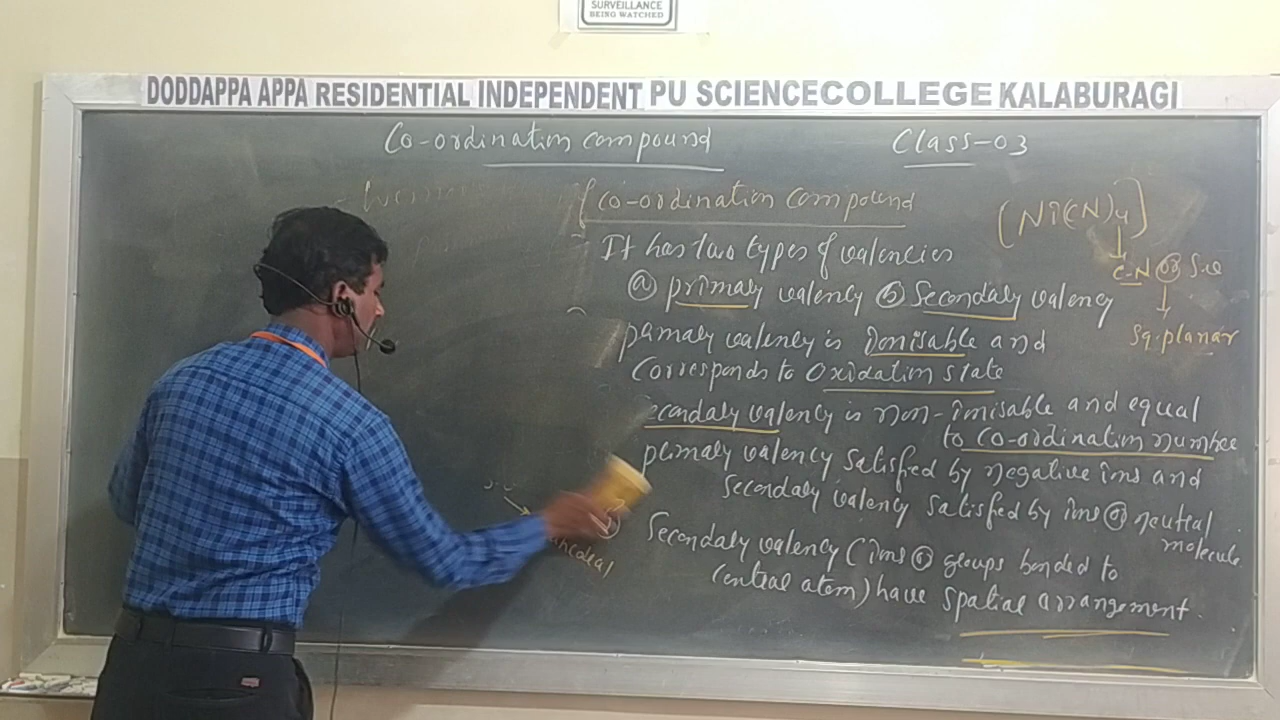 SURVEILLANCE
BEING WATCHED
DODDAPPA APPA RESIDENTIAL INDEPENDENT PU SCIENCECOLLEGE KALABURAGI
Co-ordination compound
Class-03
of co-ordination compound
It has two types of valencies
ⓐ primary valency ⓑ Secondary valency
primary valency is ionisable and
corresponds to oxidation state
Secondary valency is non-ionisable and equal
to co-ordination number
primary valency satisfied by negative ions and
secondary valency satisfied by ions or neutral
molecule.
Secondary valency (ions or groups bonded to
central atom) have spatial arrangement.
[Ni(CN)4]
↓
C-N or S.V
↓
Sq. planar